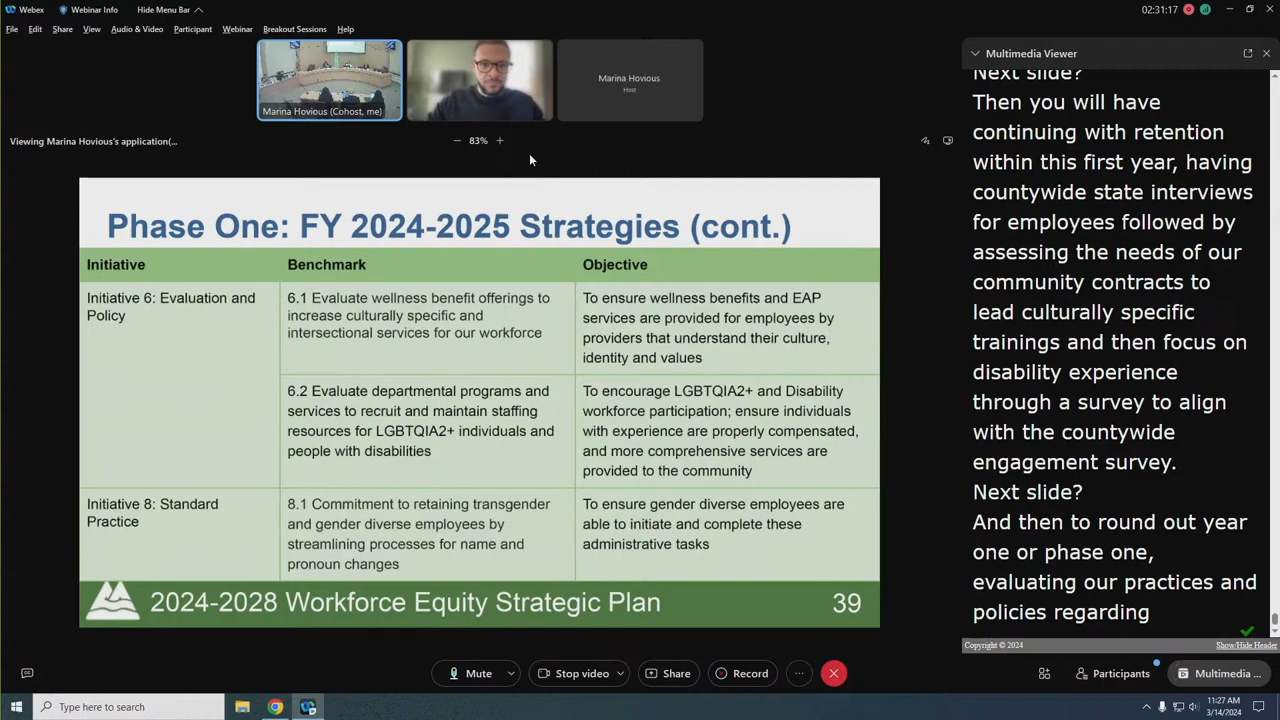 Webex
Webinar Info
Hide Menu Bar
02:31:17
File Edit Share View Audio & Video Participant Webinar Breakout Sessions Help
Marina Hovious (Cohost, me)
Marina Hovious
Host
Viewing Marina Hovious's application(...
83%
Phase One: FY 2024-2025 Strategies (cont.)
Initiative
Benchmark
Objective
Initiative 6: Evaluation and
Policy
6.1 Evaluate wellness benefit offerings to
increase culturally specific and
intersectional services for our workforce
To ensure wellness benefits and EAP
services are provided for employees by
providers that understand their culture,
identity and values
6.2 Evaluate departmental programs and
services to recruit and maintain staffing
resources for LGBTQIA2+ individuals and
people with disabilities
To encourage LGBTQIA2+ and Disability
workforce participation; ensure individuals
with experience are properly compensated,
and more comprehensive services are
provided to the community
Initiative 8: Standard
Practice
8.1 Commitment to retaining transgender
and gender diverse employees by
streamlining processes for name and
pronoun changes
To ensure gender diverse employees are
able to initiate and complete these
administrative tasks
2024-2028 Workforce Equity Strategic Plan
39
Multimedia Viewer
Next slide?
Then you will have
continuing with retention
within this first year, having
countywide state interviews
for employees followed by
assessing the needs of our
community contracts to
lead culturally specific
trainings and then focus on
disability experience
through a survey to align
with the countywide
engagement survey.
Next slide?
And then to round out year
one or phase one,
evaluating our practices and
policies regarding
Copyright © 2024
Show/Hide Header
Mute
Stop video
Share
Record
Participants
Multimedia ...
Type here to search
11:27 AM
3/14/2024